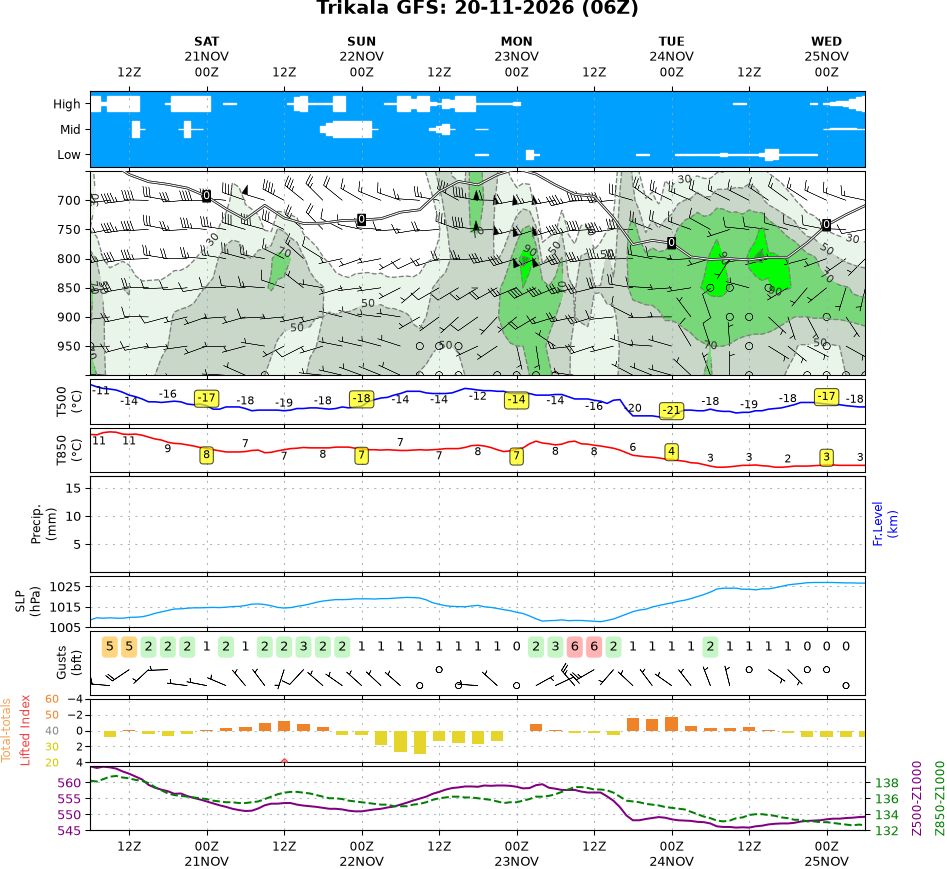 Trikala GFS: 20-11-2026 (06Z)
SAT SUN MON TUE WED
21NOV 22NOV 23NOV 24NOV 25NOV
12Z 00Z 12Z 00Z 12Z 00Z 12Z 00Z 12Z 00Z
High
Mid
Low
700
750
800
850
900
950
0 0 0 0
30 30 30 50 50 50 50 50 50 70 90 90
T500 (°C)
-11 -14 -16 -17 -18 -19 -18 -18 -14 -14 -12 -14 -14 -16 -20 -21 -18 -19 -18 -17 -18
T850 (°C)
11 11 9 8 7 7 8 7 7 7 8 7 8 8 6 4 3 3 2 3 3
Precip. (mm)
15
10
5
Fr.Level (km)
SLP (hPa)
1025
1015
1005
Gusts (bft)
5 5 2 2 2 1 2 1 2 2 3 2 2 1 1 1 1 1 1 1 1 0 2 3 6 6 2 1 1 1 1 2 1 1 1 1 0 0 0
Total-totals
Lifted Index
60 −4
50 −2
40 0
30 2
20 4
560
555
550
545
138
136
134
132
Z500-Z1000
Z850-Z1000
12Z 00Z 12Z 00Z 12Z 00Z 12Z 00Z 12Z 00Z
21NOV 22NOV 23NOV 24NOV 25NOV